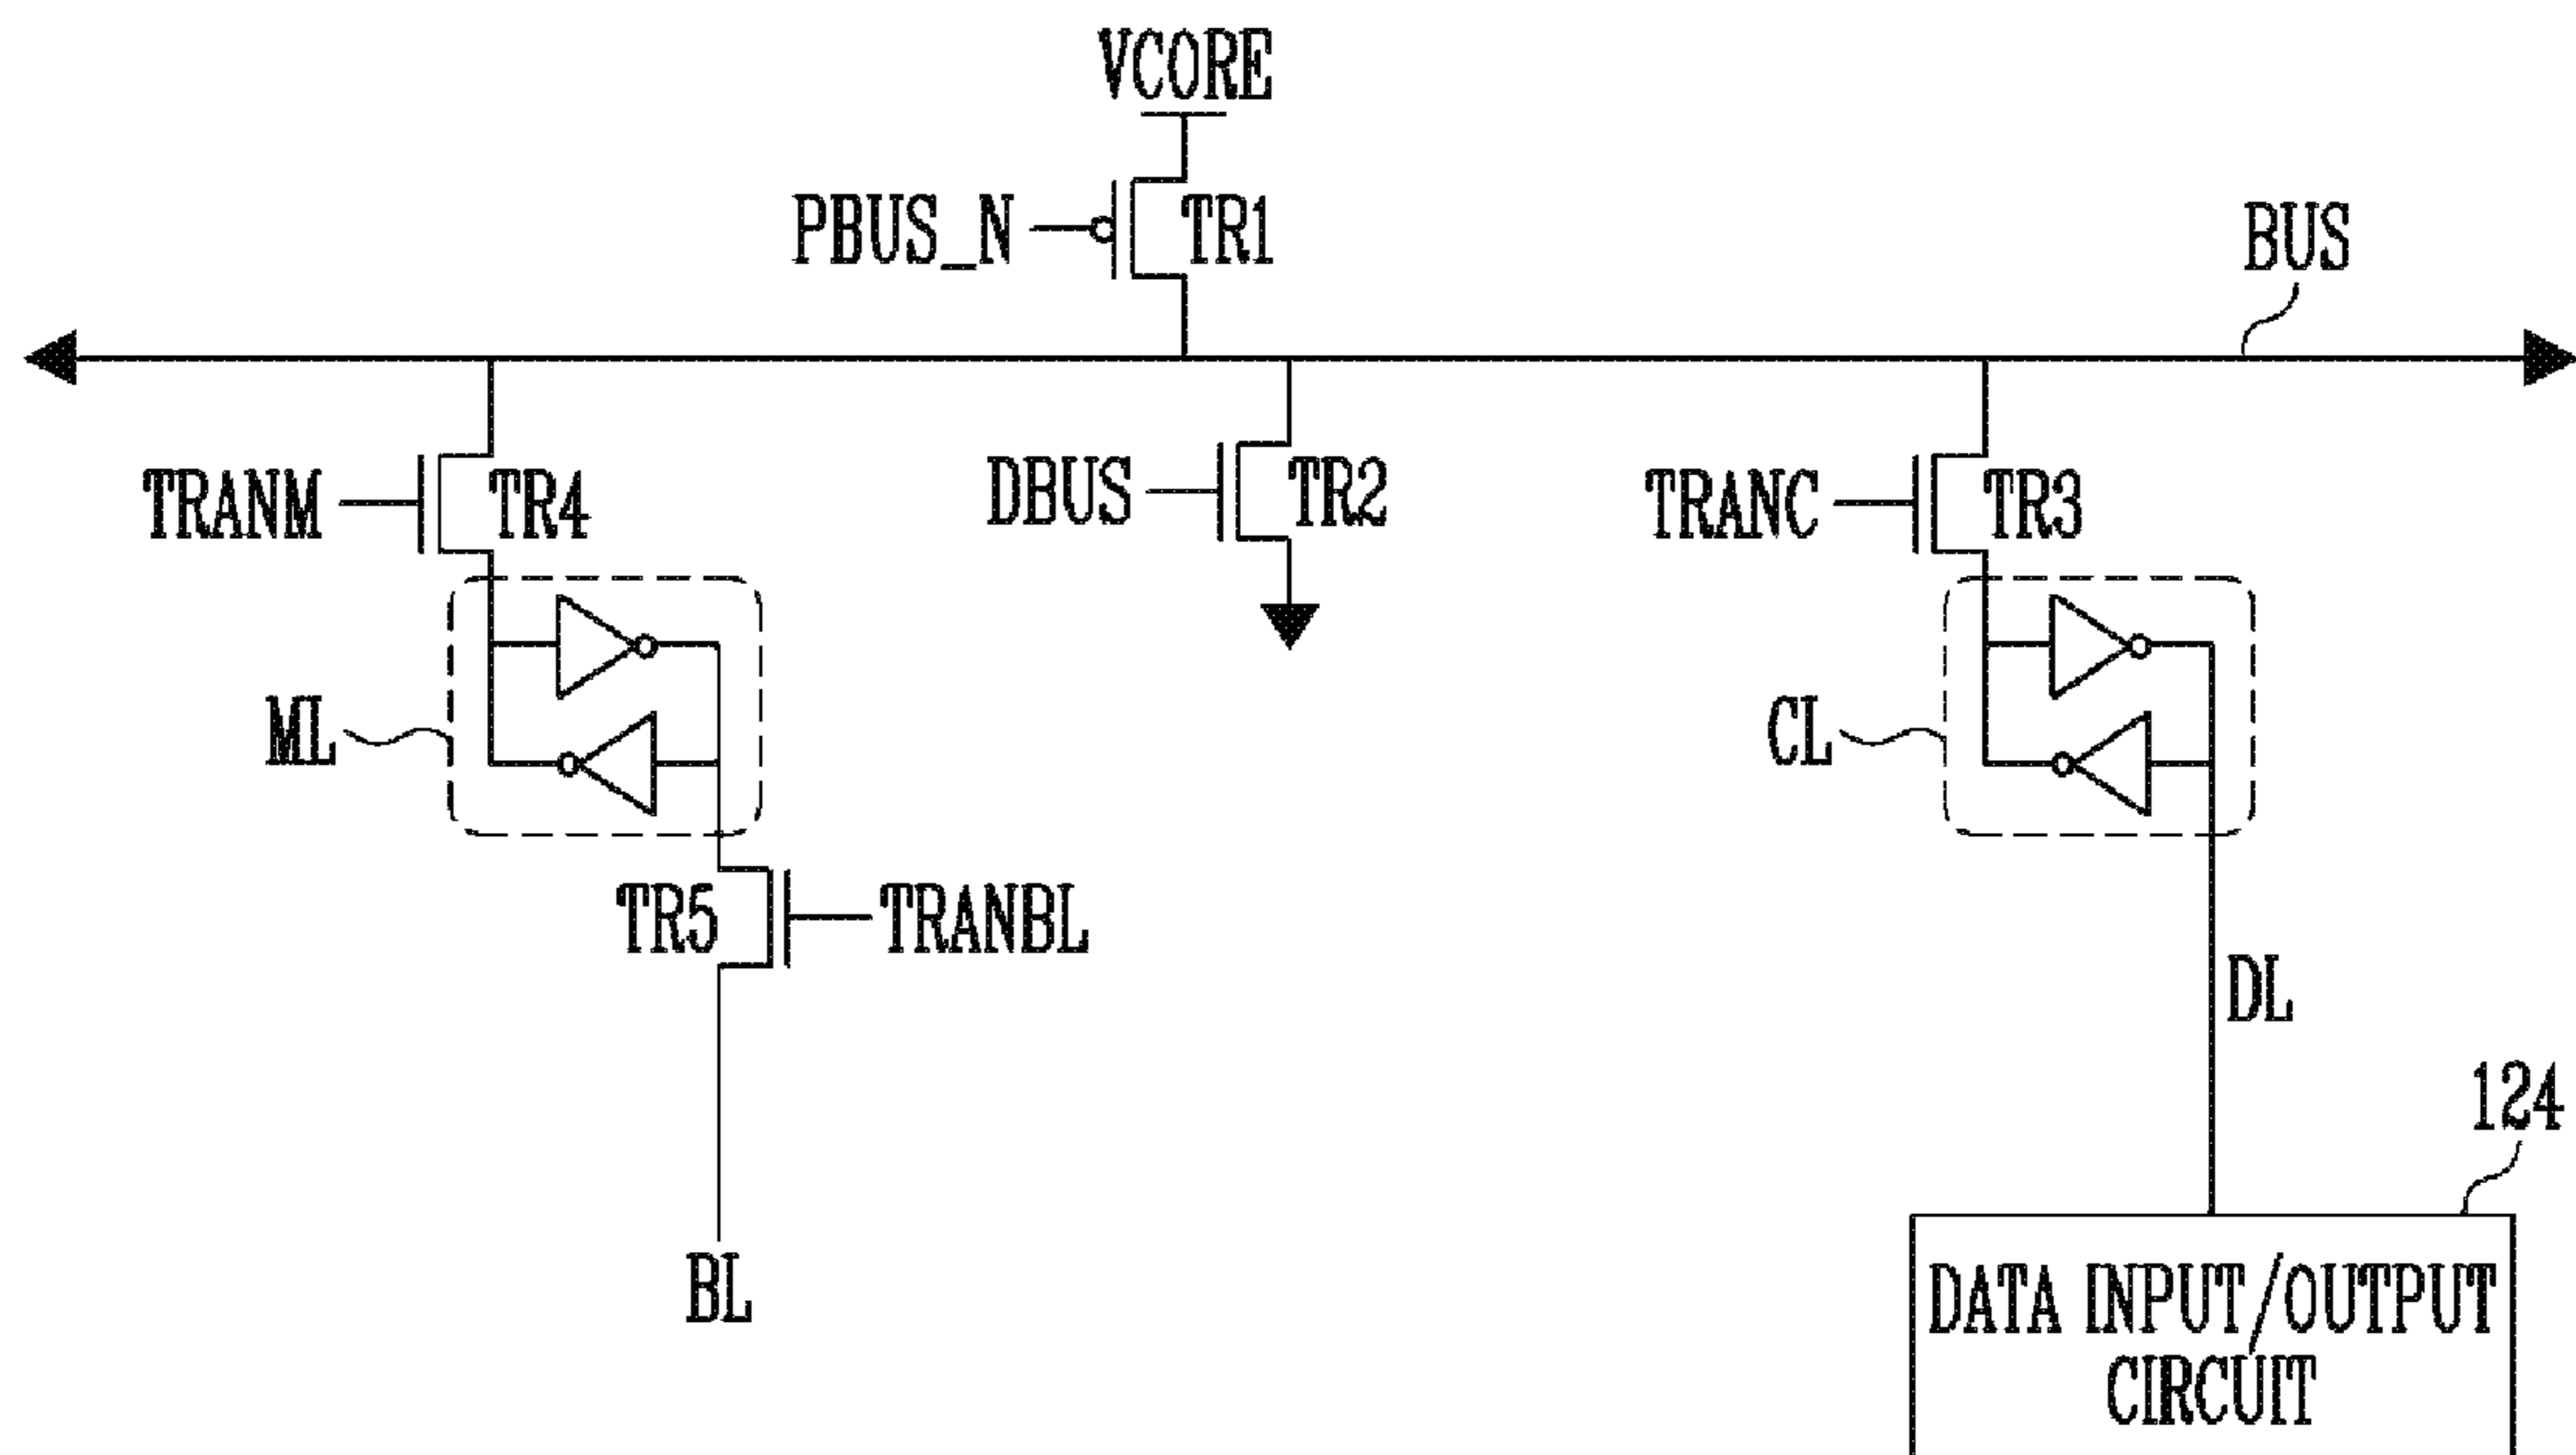 VCORE
PBUS_N
TR1
BUS
TRANM
TR4
DBUS
TR2
TRANC
TR3
ML
CL
TR5
TRANBL
DL
BL
124
DATA INPUT/OUTPUT
CIRCUIT